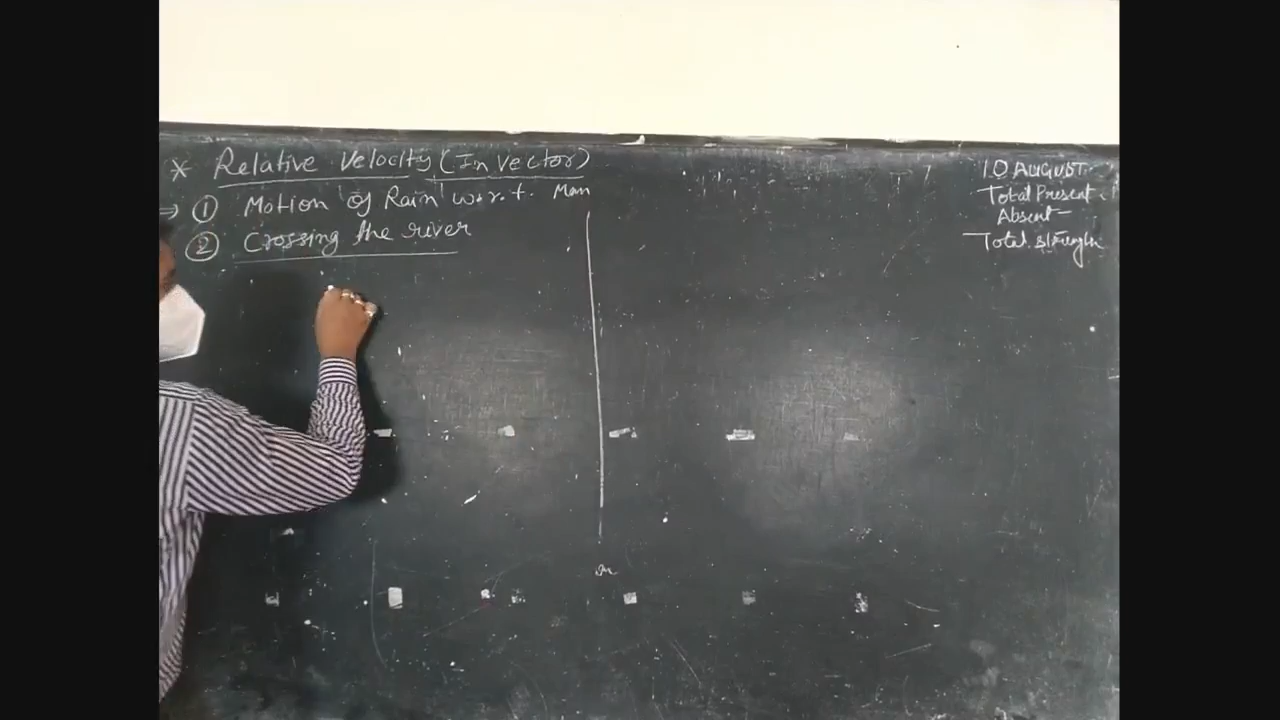 * Relative Velocity (In Vector)
⇒ ① Motion of Rain w.r.t. Man
② Crossing the river
10 AUGUST
Total Present -
Absent -
Total strength